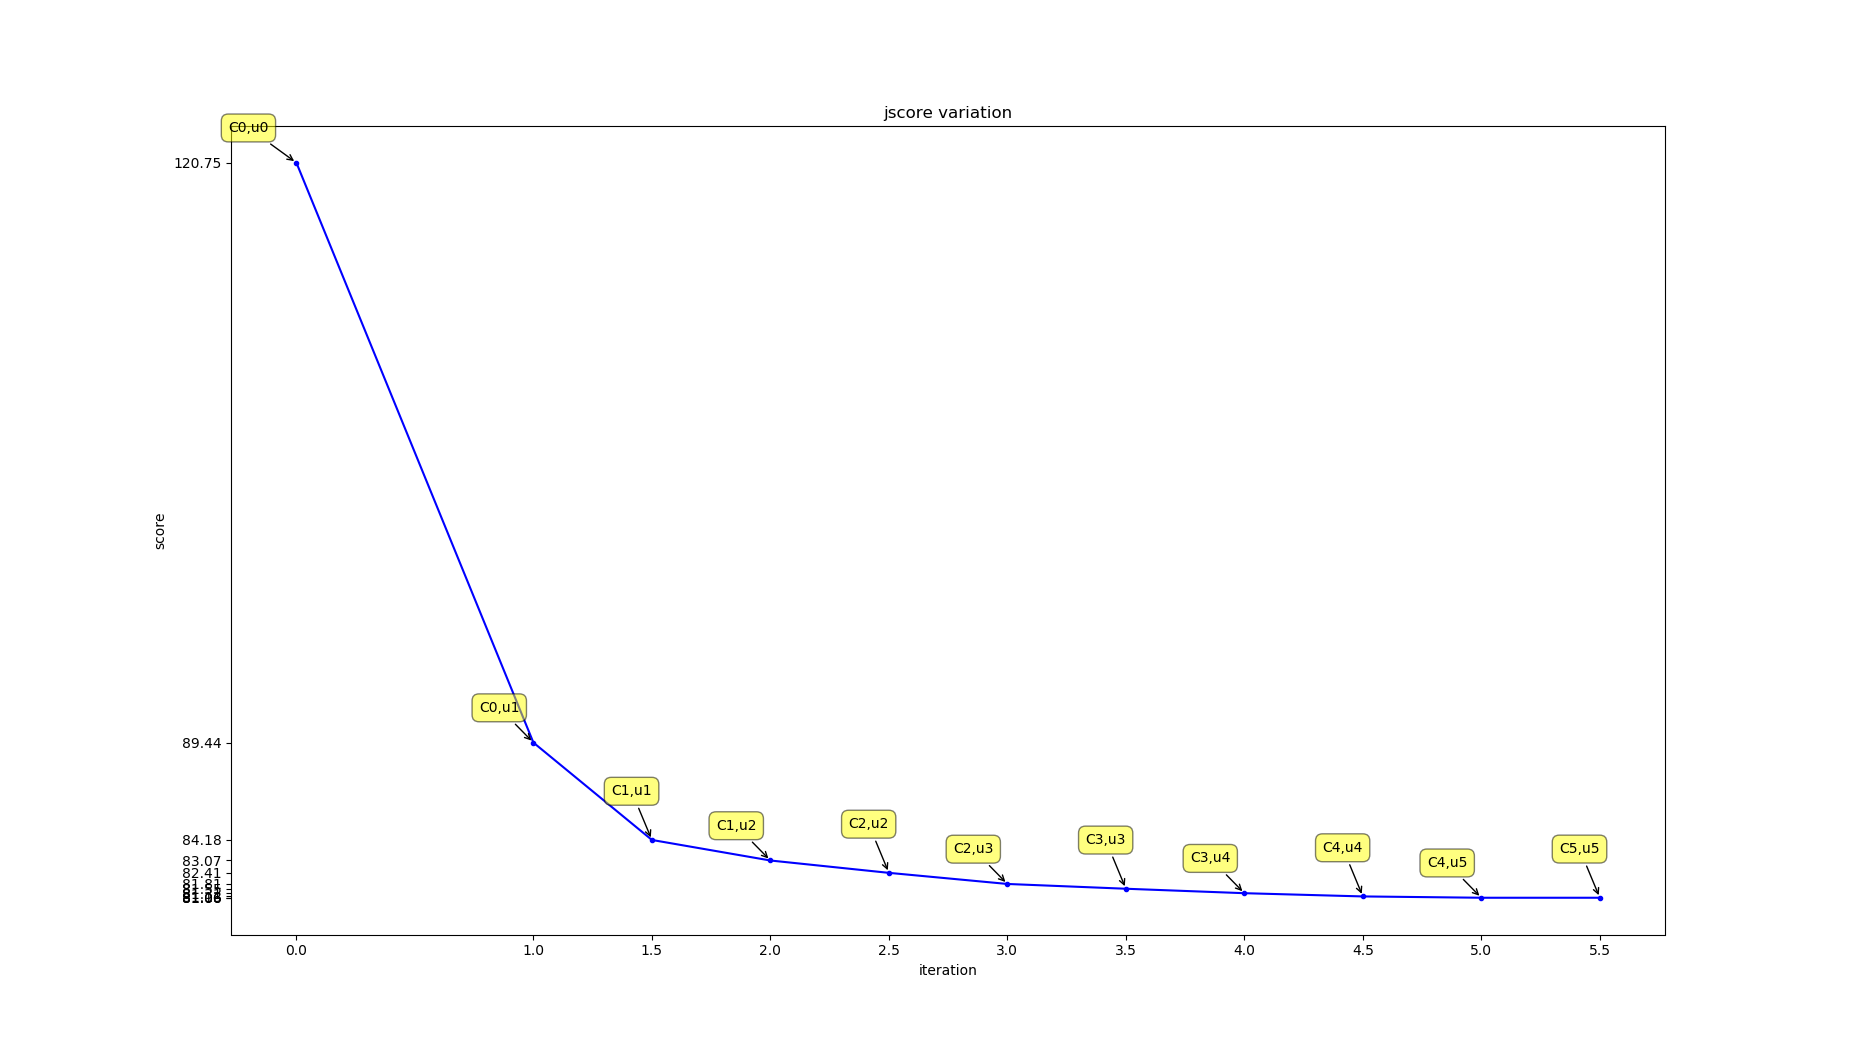 jscore variation
C0,u0
120.75
score
C0,u1
89.44
C1,u1
C1,u2
C2,u2
C2,u3
C3,u3
C3,u4
C4,u4
C4,u5
C5,u5
84.18
83.07
82.41
81.81
0.0 1.0 1.5 2.0 2.5 3.0 3.5 4.0 4.5 5.0 5.5
iteration